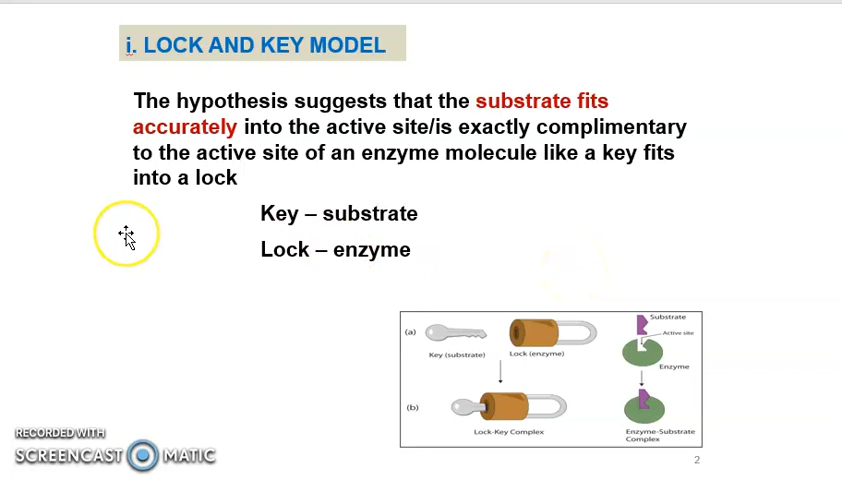 i. LOCK AND KEY MODEL
The hypothesis suggests that the substrate fits
accurately into the active site/is exactly complimentary
to the active site of an enzyme molecule like a key fits
into a lock
Key – substrate
Lock – enzyme
(a)
Key (substrate)
Lock (enzyme)
Substrate
Active site
Enzyme
(b)
Lock-Key Complex
Enzyme-Substrate
Complex
RECORDED WITH
SCREENCAST MATIC
2